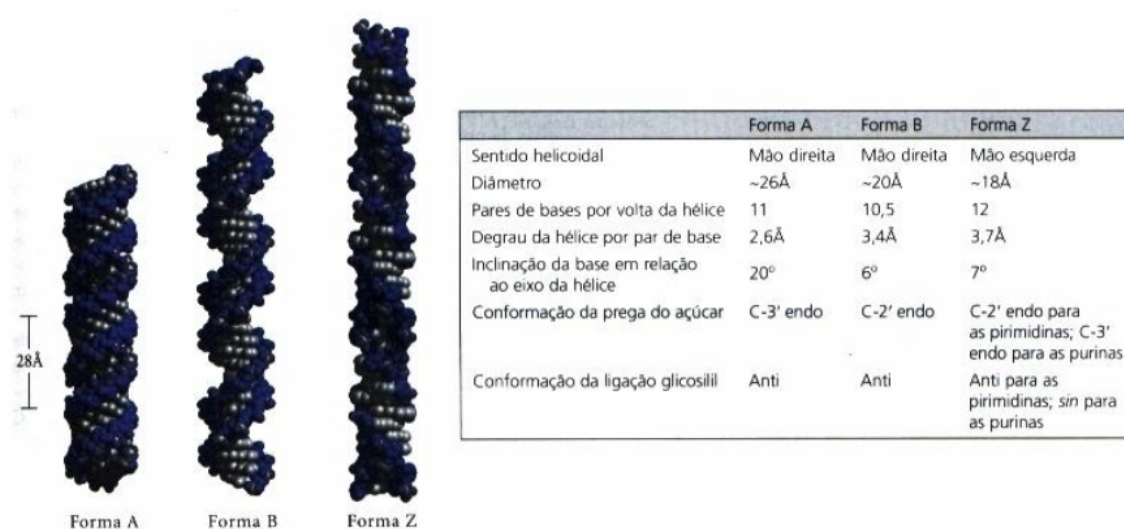 28Å
Forma A
Forma B
Forma Z
Forma A Forma B Forma Z
Sentido helicoidal Mão direita Mão direita Mão esquerda
Diâmetro ~26Å ~20Å ~18Å
Pares de bases por volta da hélice 11 10,5 12
Degrau da hélice por par de base 2,6Å 3,4Å 3,7Å
Inclinação da base em relação
ao eixo da hélice 20º 6º 7º
Conformação da prega do açúcar C-3' endo C-2' endo C-2' endo para
as pirimidinas; C-3'
endo para as purinas
Conformação da ligação glicosilil Anti Anti Anti para as
pirimidinas; sin para
as purinas